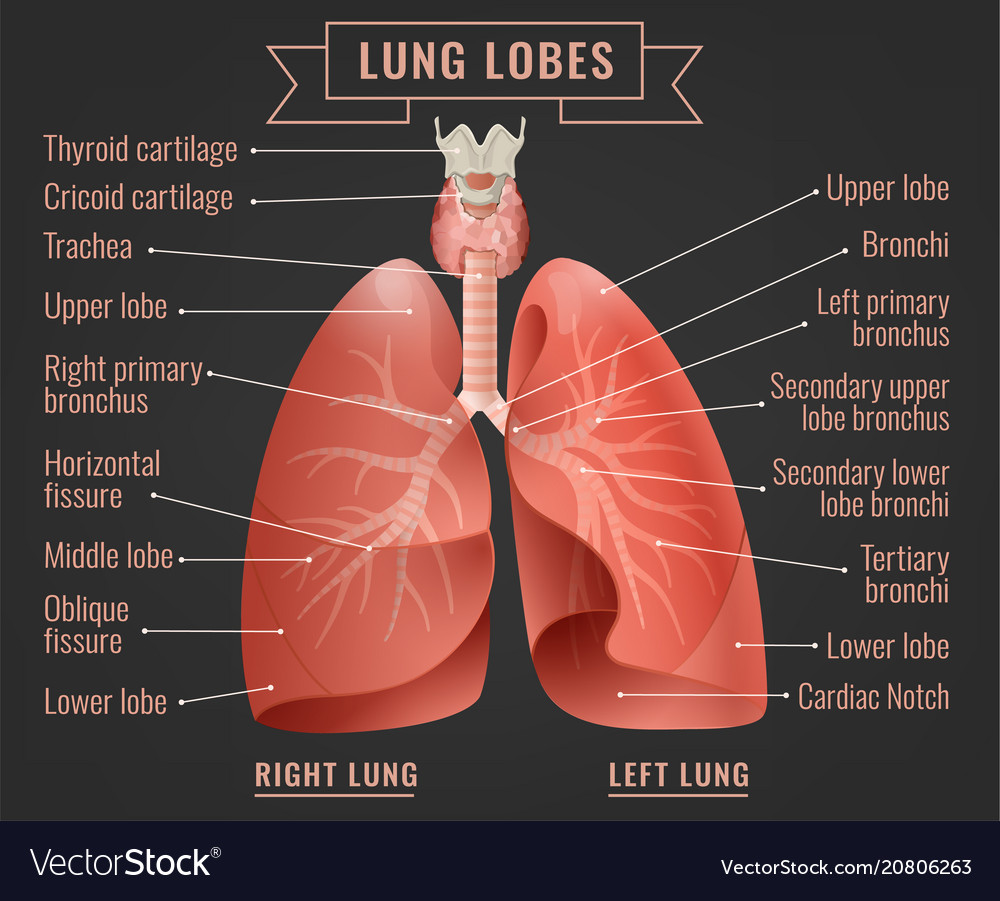 LUNG LOBES
Thyroid cartilage
Cricoid cartilage
Trachea
Upper lobe
Right primary
bronchus
Horizontal
fissure
Middle lobe
Oblique
fissure
Lower lobe
Upper lobe
Bronchi
Left primary
bronchus
Secondary upper
lobe bronchus
Secondary lower
lobe bronchi
Tertiary
bronchi
Lower lobe
Cardiac Notch
RIGHT LUNG
LEFT LUNG
VectorStock®
VectorStock.com/20806263